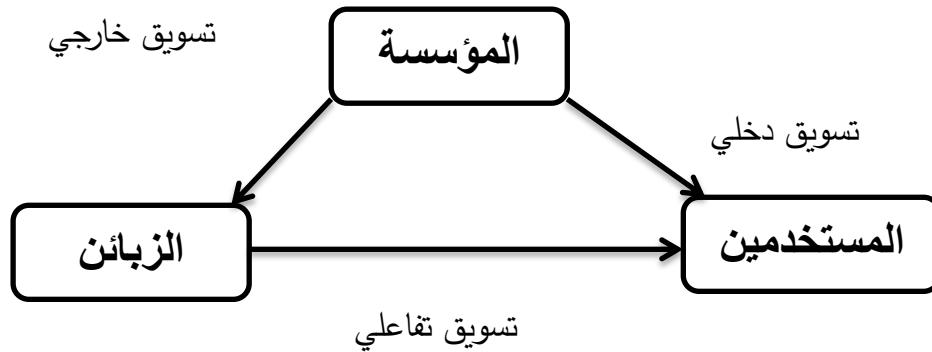 تسويق خارجي
المؤسسة
تسويق دخلي
الزبائن
المستخدمين
تسويق تفاعلي